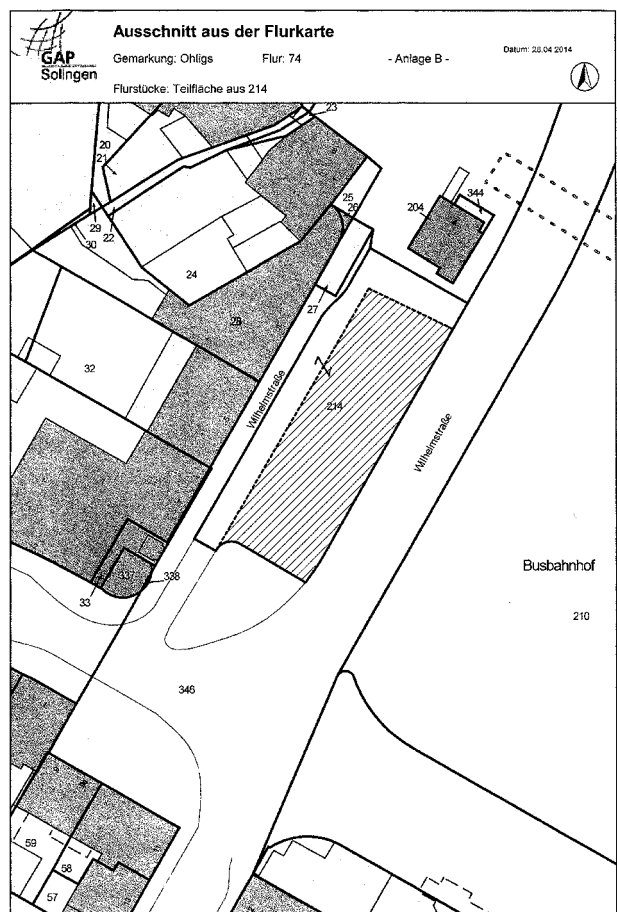 Ausschnitt aus der Flurkarte
GAP
Solingen
Gemarkung: Ohligs Flur: 74 - Anlage B -
Datum: 28.04.2014
Flurstücke: Teilfläche aus 214
23
20
21
25
26
204
344
29
22
30
24
27
28
32
Wilhelmstraße
214
Wilhelmstraße
Busbahnhof
337
338
33
210
346
59
58
57